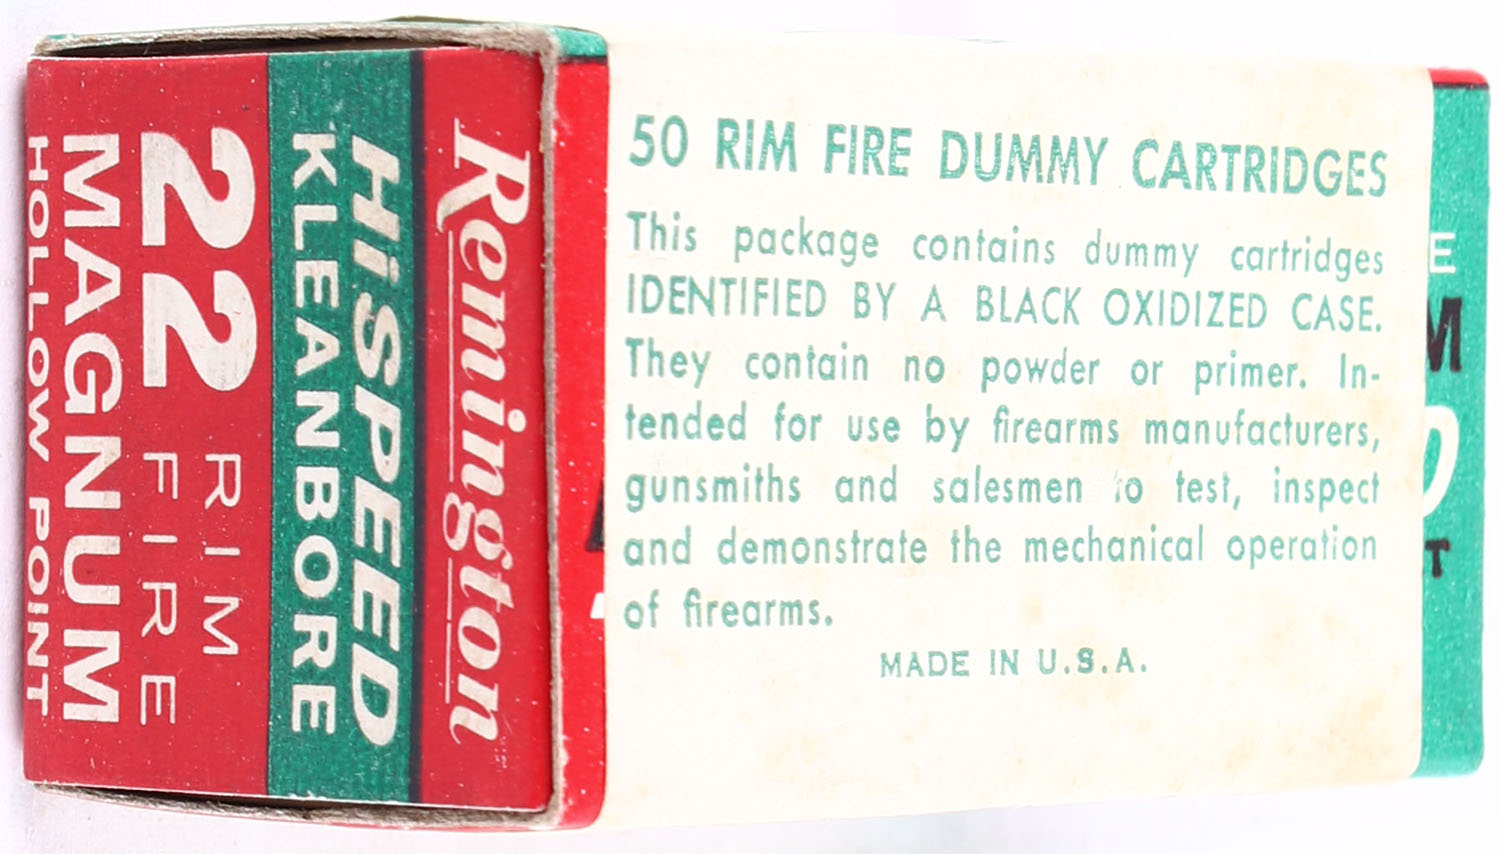 Remington
HiSPEED
KLEANBORE
22 RIM FIRE
MAGNUM
HOLLOW POINT
50 RIM FIRE DUMMY CARTRIDGES
This package contains dummy cartridges
IDENTIFIED BY A BLACK OXIDIZED CASE.
They contain no powder or primer. In-
tended for use by firearms manufacturers,
gunsmiths and salesmen to test, inspect
and demonstrate the mechanical operation
of firearms.
MADE IN U.S.A.
E
M
T